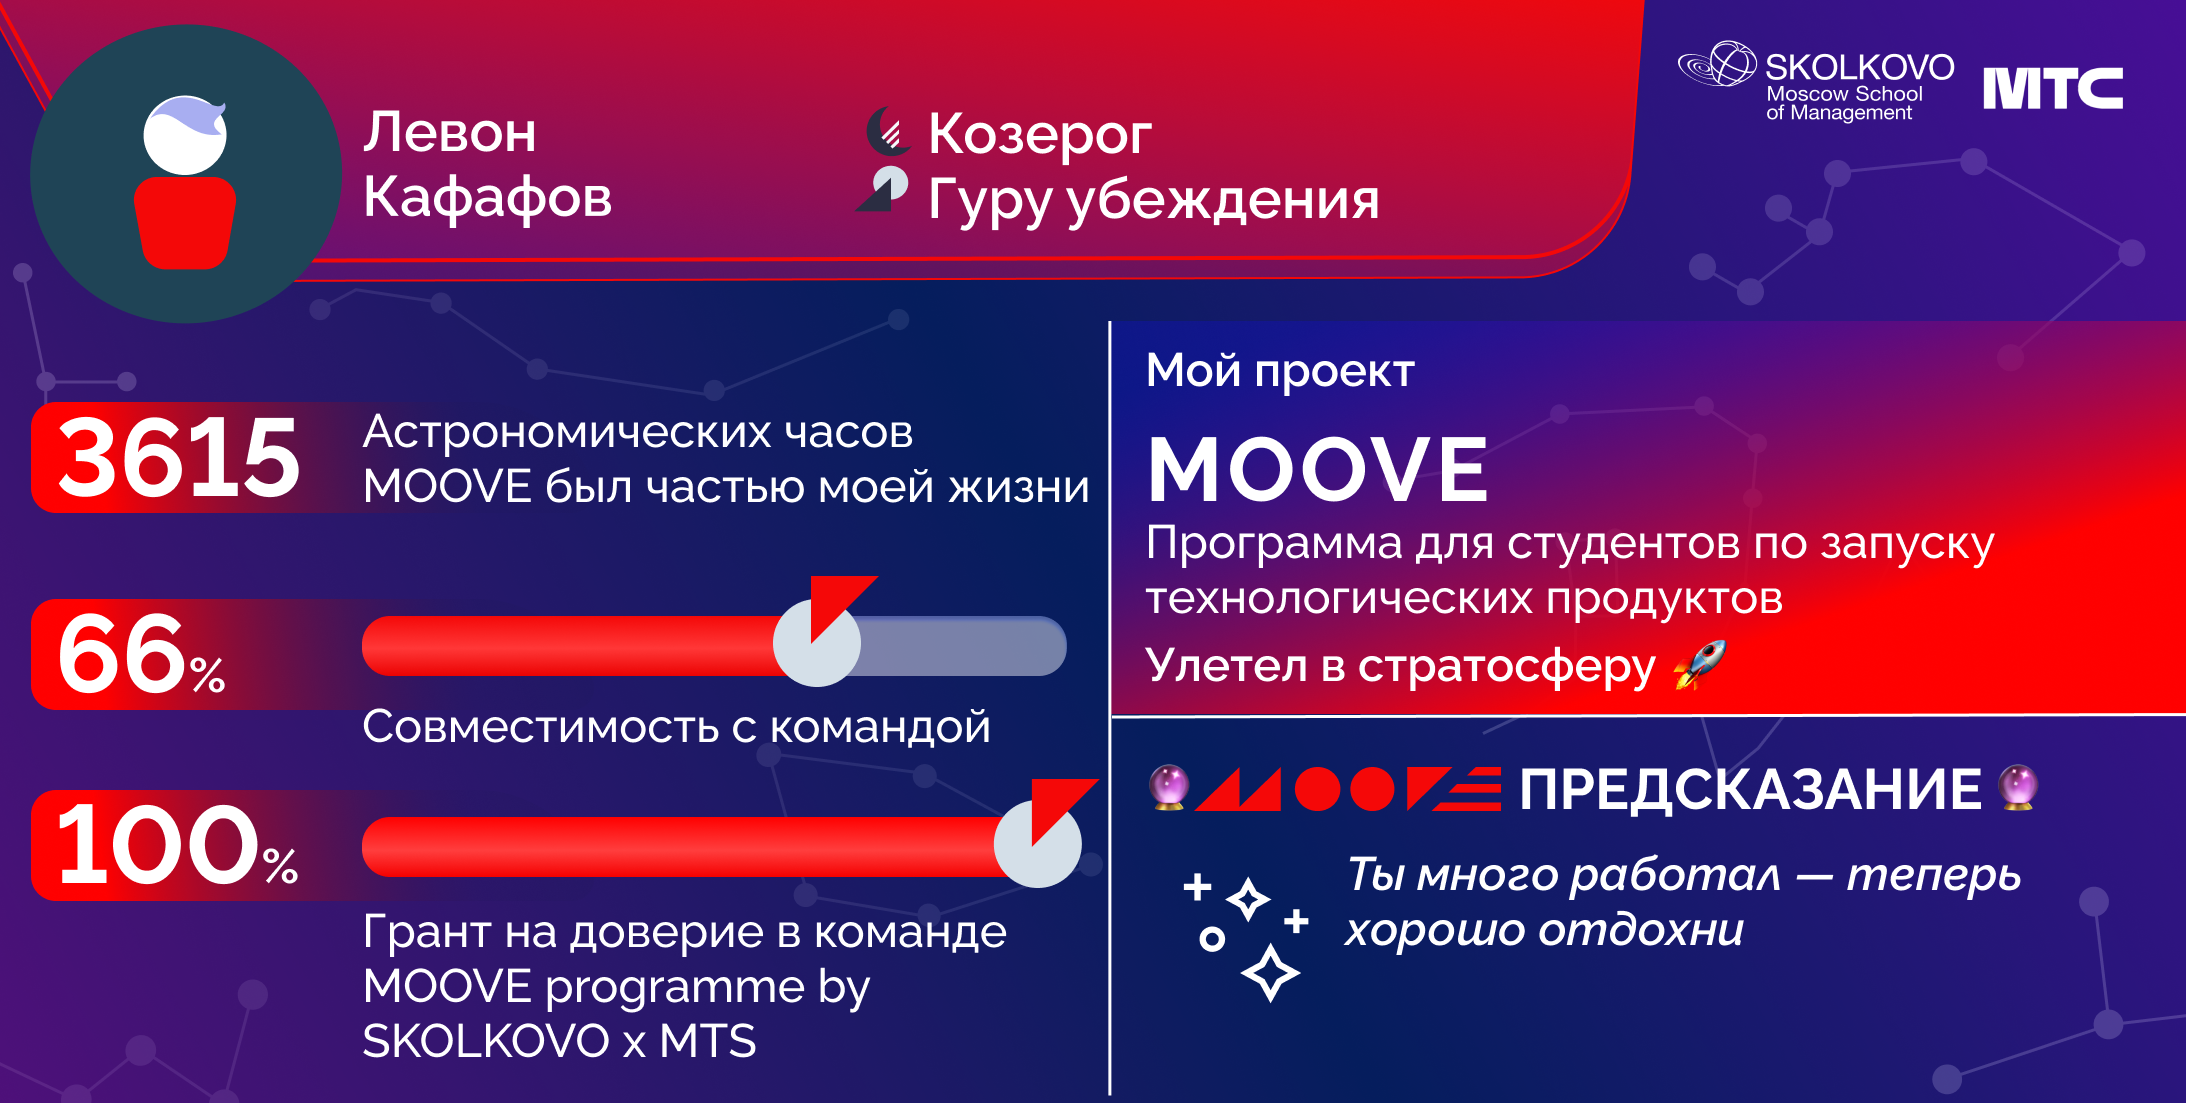 Левон
Кафафов
Козерог
Гуру убеждения
SKOLKOVO
Moscow School
of Management
МТС
3615
Астрономических часов
MOOVE был частью моей жизни
66%
Совместимость с командой
100%
Грант на доверие в команде
MOOVE programme by
SKOLKOVO x MTS
Мой проект
MOOVE
Программа для студентов по запуску
технологических продуктов
Улетел в стратосферу 🚀
🔮MOOVE ПРЕДСКАЗАНИЕ🔮
Ты много работал — теперь
хорошо отдохни